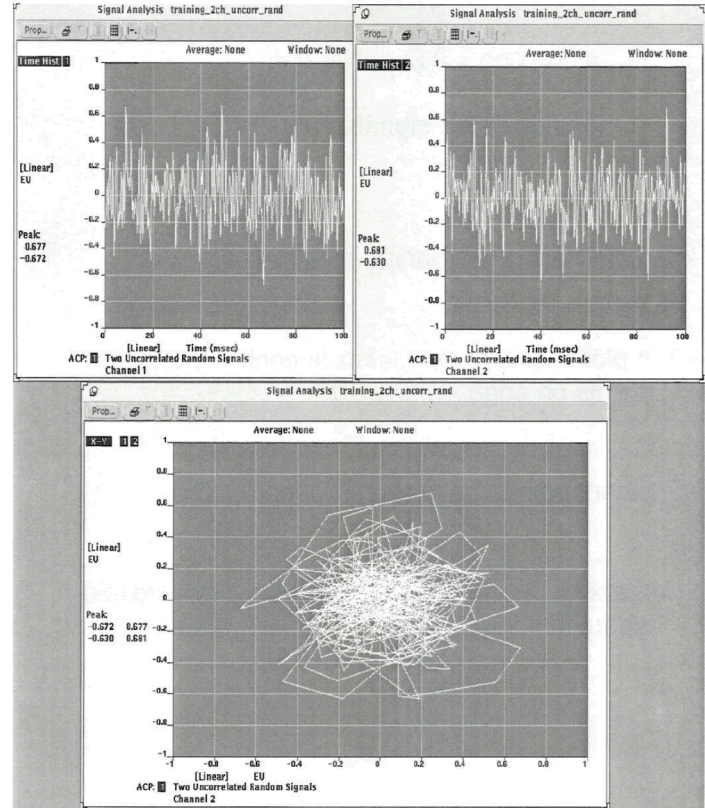 Signal Analysis training_2ch_uncorr_rand
Prop...
Average: None Window: None
Time Hist 1
1
0.8
0.6
0.4
[Linear] 0.2
EU
0
-0.2
Peak:
0.677 -0.4
-0.672
-0.6
-0.8
-1
0 20 40 60 80 100
[Linear] Time (msec)
ACP: 1 Two Uncorrelated Random Signals
Channel 1
Signal Analysis training_2ch_uncorr_rand
Prop...
Average: None Window: None
Time Hist 2
1
0.8
0.6
0.4
[Linear] 0.2
EU
0
-0.2
Peak:
0.681 -0.4
-0.630
-0.6
-0.8
-1
0 20 40 60 80 100
[Linear] Time (msec)
ACP: 1 Two Uncorrelated Random Signals
Channel 2
Signal Analysis training_2ch_uncorr_rand
Prop...
Average: None Window: None
X-Y 1 2
1
0.8
0.6
0.4
[Linear]
EU 0.2
0
Peak:
-0.672 0.677 -0.2
-0.630 0.681
-0.4
-0.6
-0.8
-1
-1 -0.8 -0.6 -0.4 -0.2 0 0.2 0.4 0.6 0.8 1
[Linear] EU
ACP: 1 Two Uncorrelated Random Signals
Channel 2